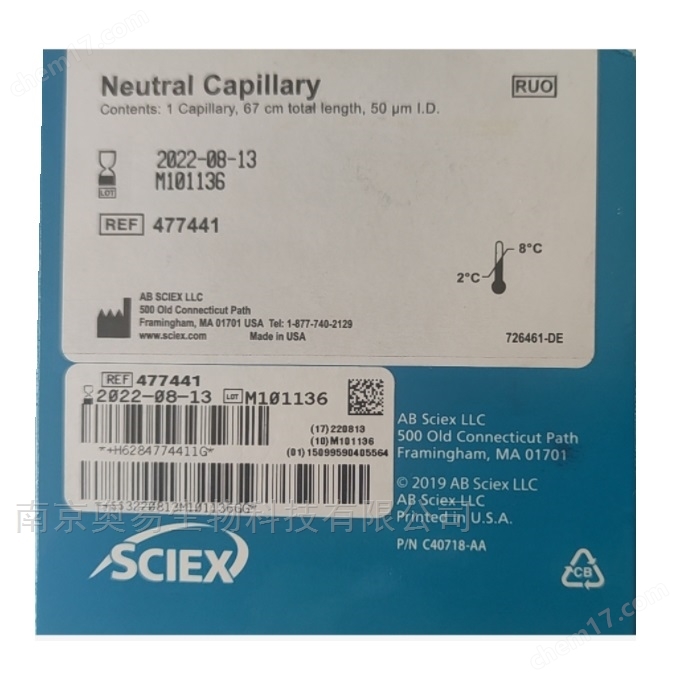 Neutral Capillary
RUO
Contents: 1 Capillary, 67 cm total length, 50 µm I.D.
2022-08-13
LOT M101136
REF 477441
8°C
2°C
AB SCIEX LLC
500 Old Connecticut Path
Framingham, MA 01701 USA Tel: 1-877-740-2129
www.sciex.com Made in USA
726461-DE
REF 477441
2022-08-13 LOT M101136
(17)220813
(10)M101136
(01)15099590405564
*+H6284774411G*
AB Sciex LLC
500 Old Connecticut Path
Framingham, MA 01701
© 2019 AB Sciex LLC
AB Sciex LLC
Printed in U.S.A.
P/N C40718-AA
南京奥易生物科技有限公司
SCIEX
CB
chem17.com